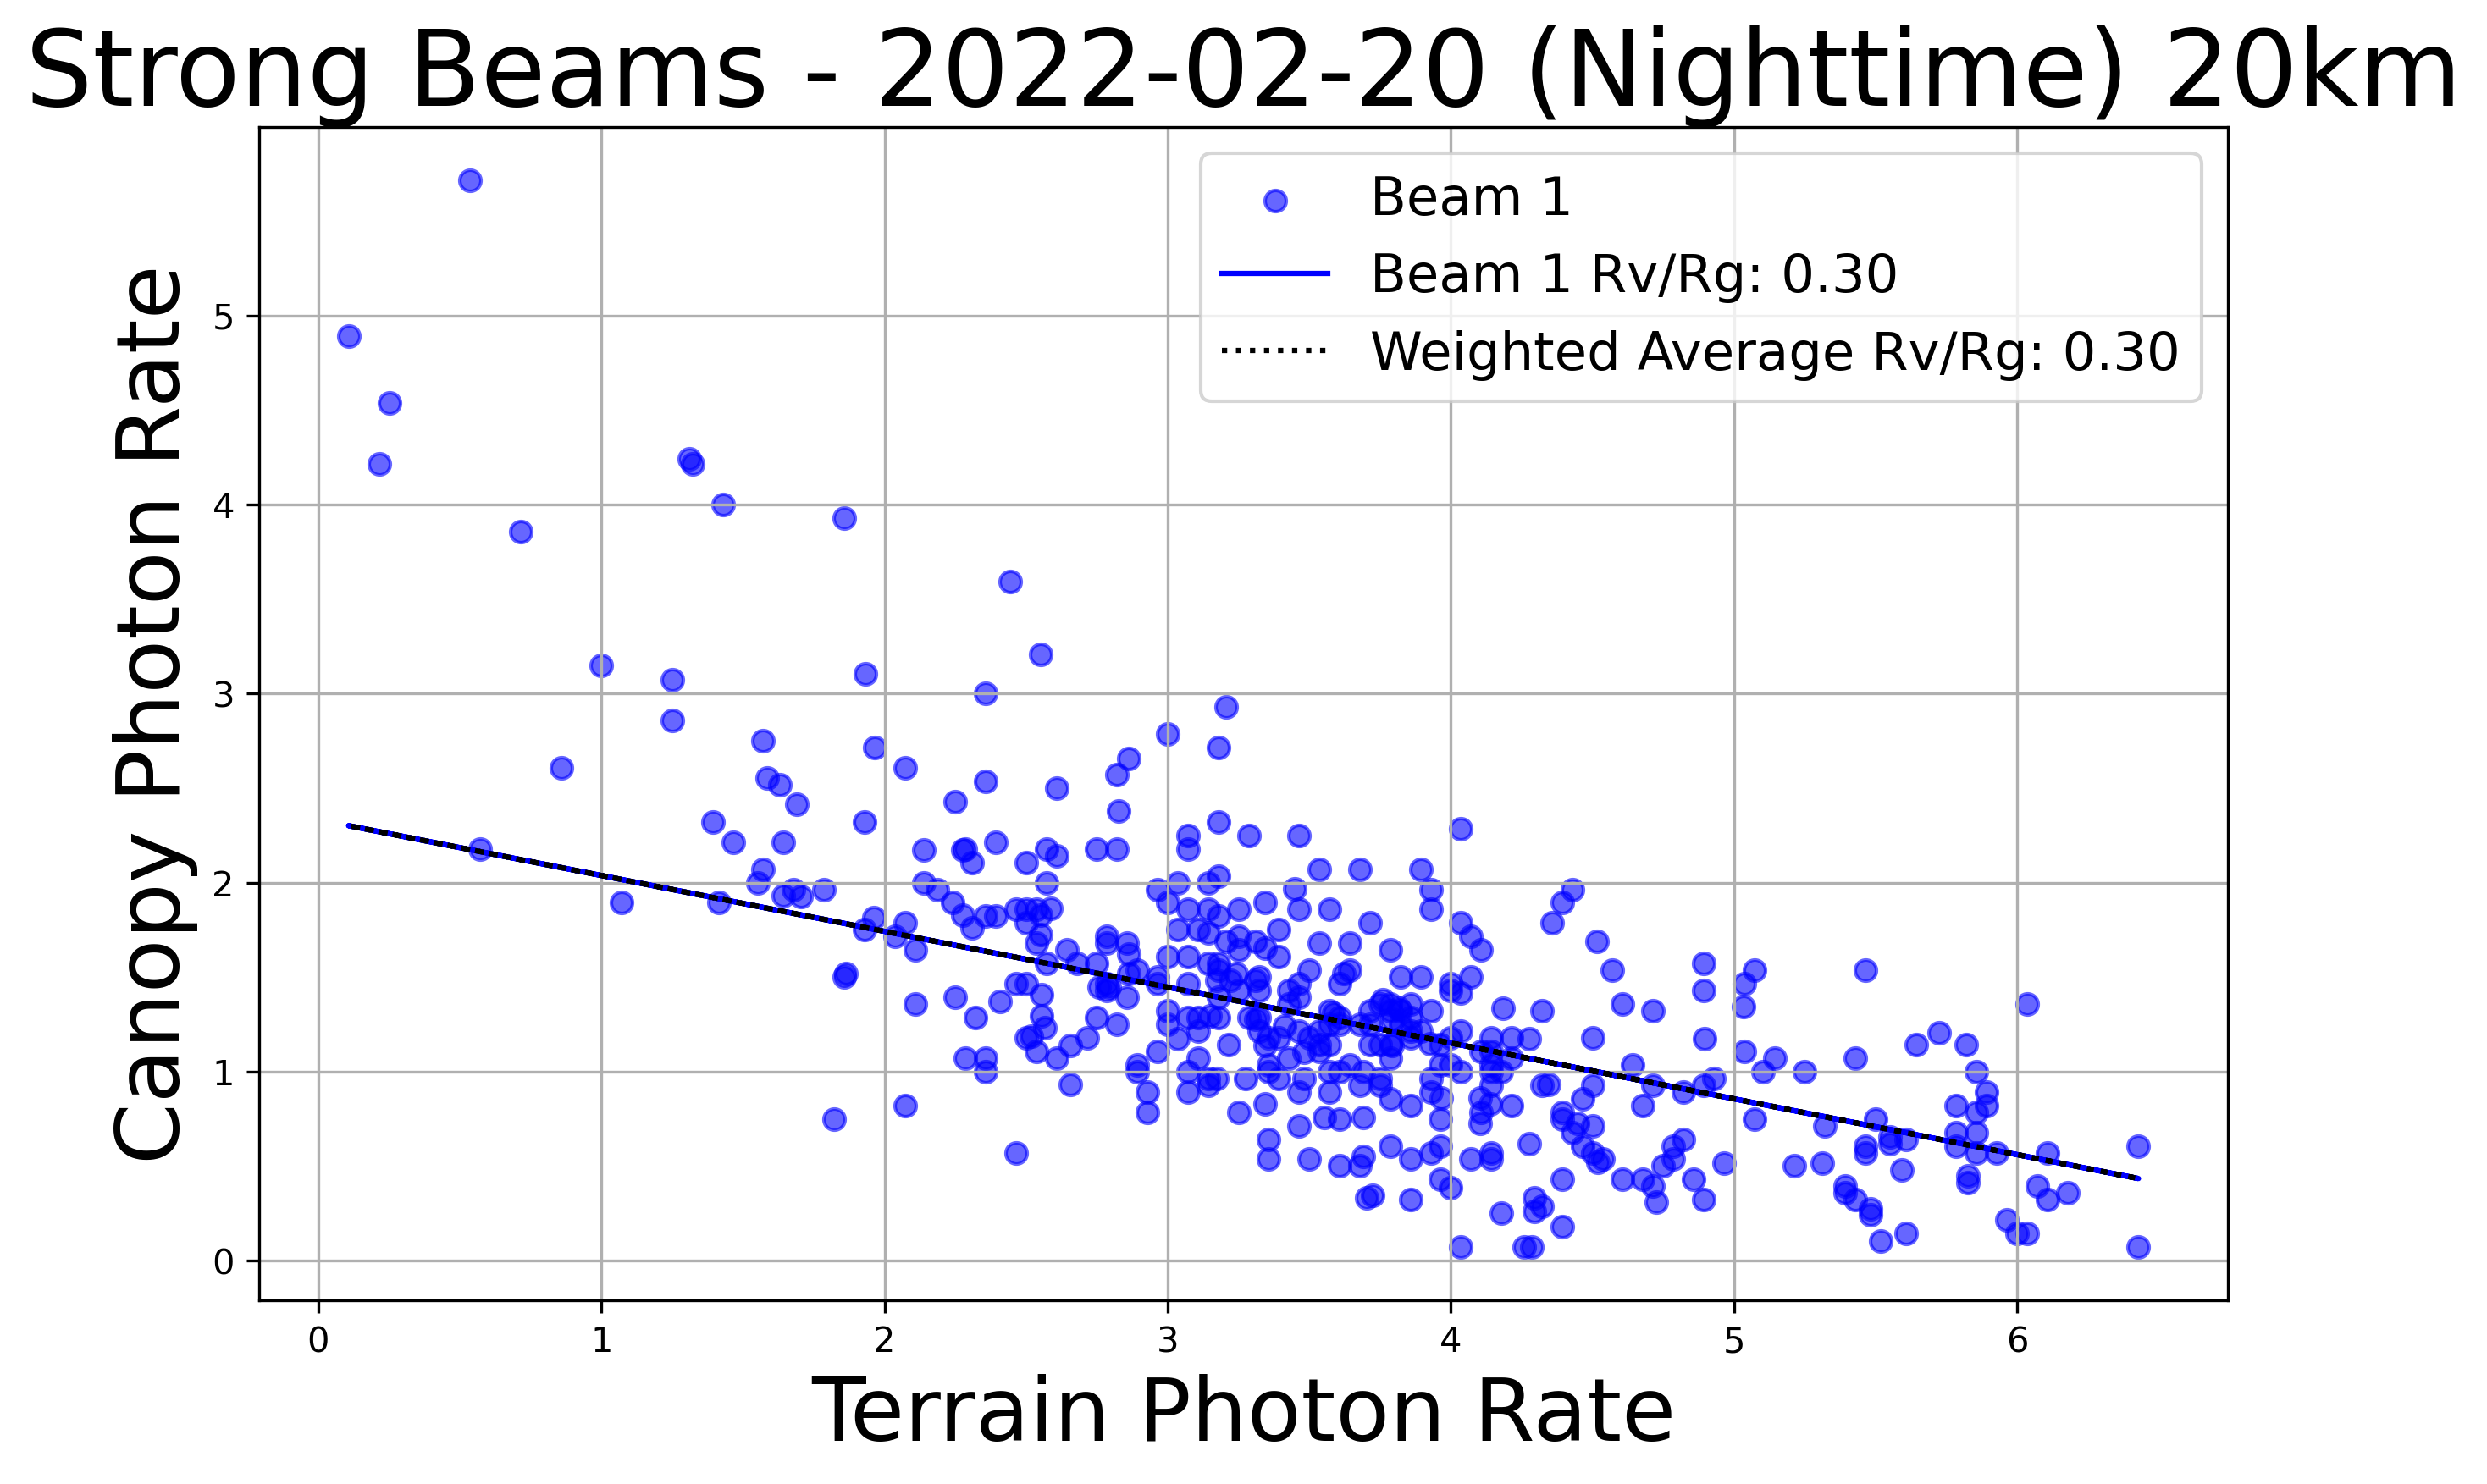 Strong Beams - 2022-02-20 (Nighttime) 20km
Beam 1
Beam 1 Rv/Rg: 0.30
Weighted Average Rv/Rg: 0.30
Canopy Photon Rate
5
4
3
2
1
0
0 1 2 3 4 5 6
Terrain Photon Rate